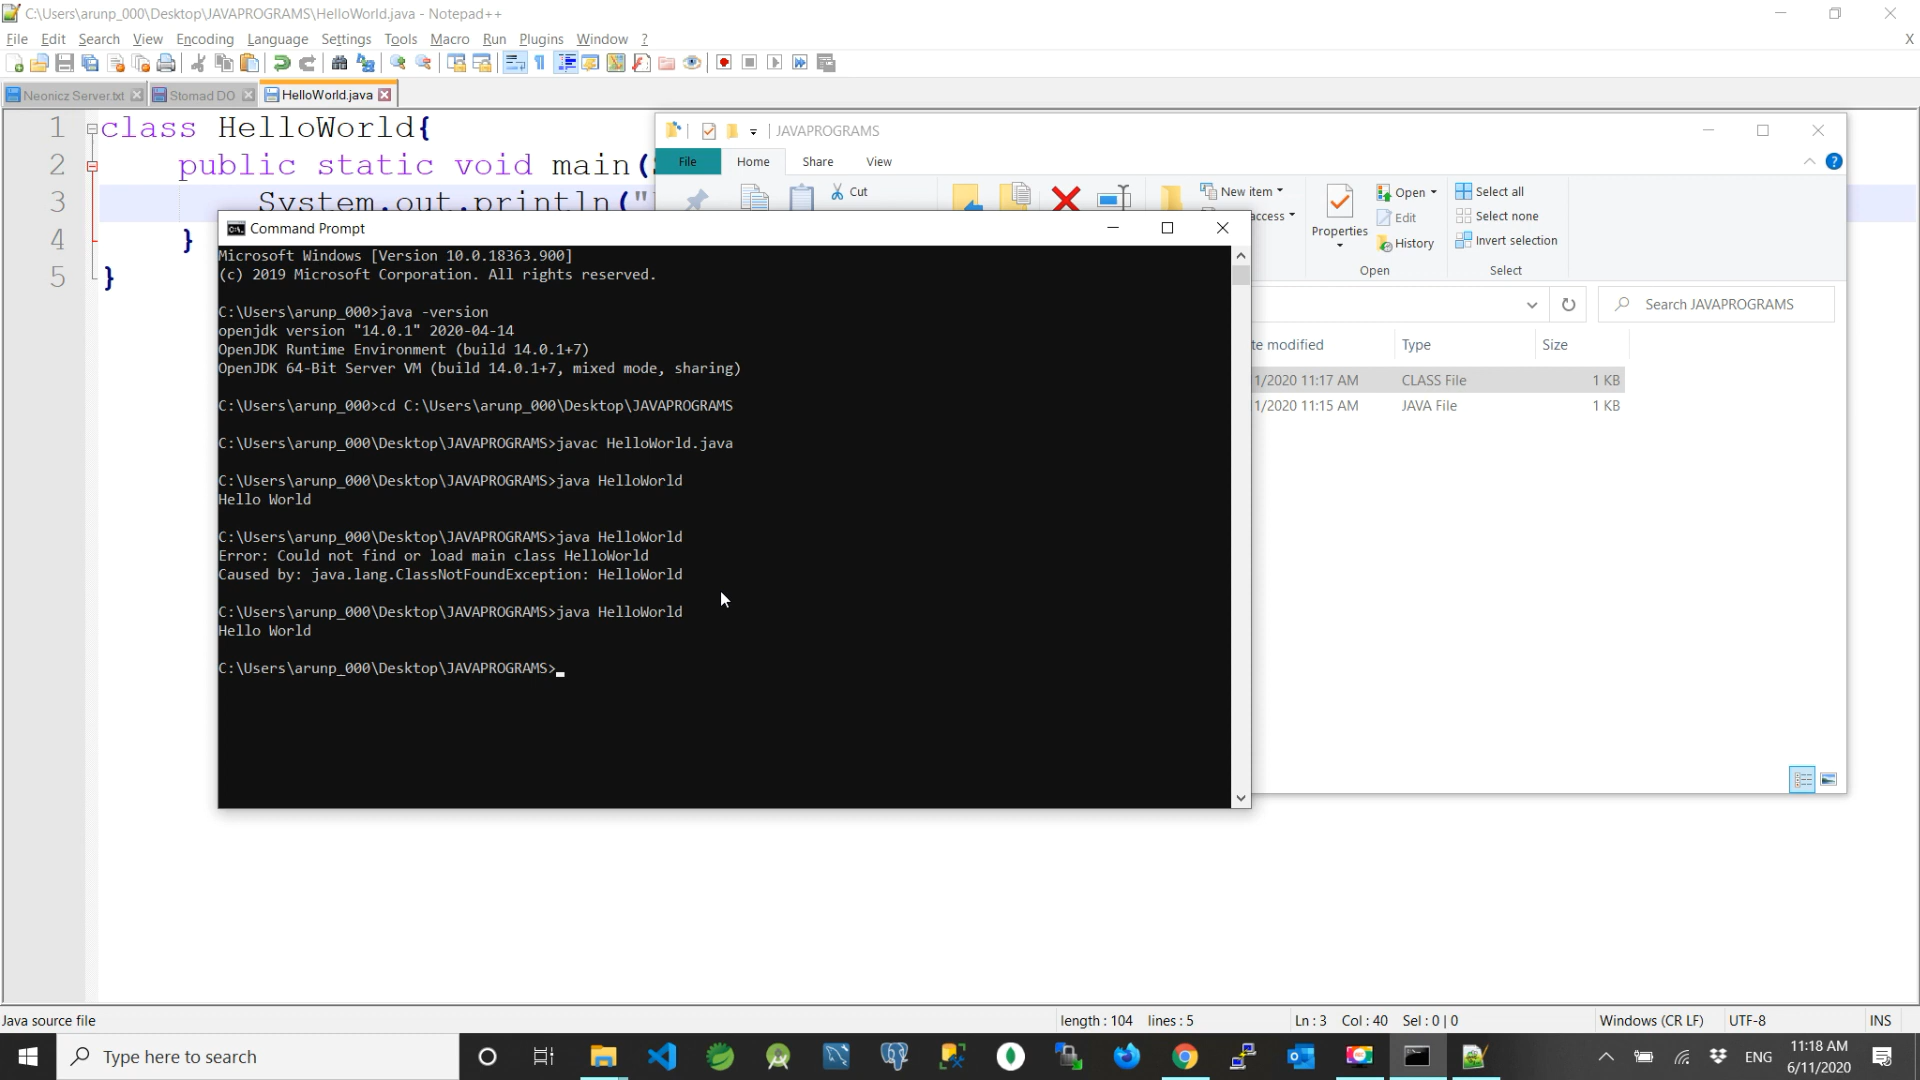 C:\Users\arunp_000\Desktop\JAVAPROGRAMS\HelloWorld.java - Notepad++
File Edit Search View Encoding Language Settings Tools Macro Run Plugins Window ?
X
Neonicz Server.txt Stomad DO HelloWorld.java
1 class HelloWorld{
2 public static void main(
3 System.out.println("
4 }
5 }
JAVAPROGRAMS
File Home Share View
Cut
New item
access
Properties
Open
Edit
History
Open
Select all
Select none
Invert selection
Select
Search JAVAPROGRAMS
te modified Type Size
1/2020 11:17 AM CLASS File 1 KB
1/2020 11:15 AM JAVA File 1 KB
Command Prompt
Microsoft Windows [Version 10.0.18363.900]
(c) 2019 Microsoft Corporation. All rights reserved.
C:\Users\arunp_000>java -version
openjdk version "14.0.1" 2020-04-14
OpenJDK Runtime Environment (build 14.0.1+7)
OpenJDK 64-Bit Server VM (build 14.0.1+7, mixed mode, sharing)
C:\Users\arunp_000>cd C:\Users\arunp_000\Desktop\JAVAPROGRAMS
C:\Users\arunp_000\Desktop\JAVAPROGRAMS>javac HelloWorld.java
C:\Users\arunp_000\Desktop\JAVAPROGRAMS>java HelloWorld
Hello World
C:\Users\arunp_000\Desktop\JAVAPROGRAMS>java HelloWorld
Error: Could not find or load main class HelloWorld
Caused by: java.lang.ClassNotFoundException: HelloWorld
C:\Users\arunp_000\Desktop\JAVAPROGRAMS>java HelloWorld
Hello World
C:\Users\arunp_000\Desktop\JAVAPROGRAMS>
Java source file length : 104 lines : 5 Ln : 3 Col : 40 Sel : 0 | 0 Windows (CR LF) UTF-8 INS
Type here to search
ENG
11:18 AM
6/11/2020